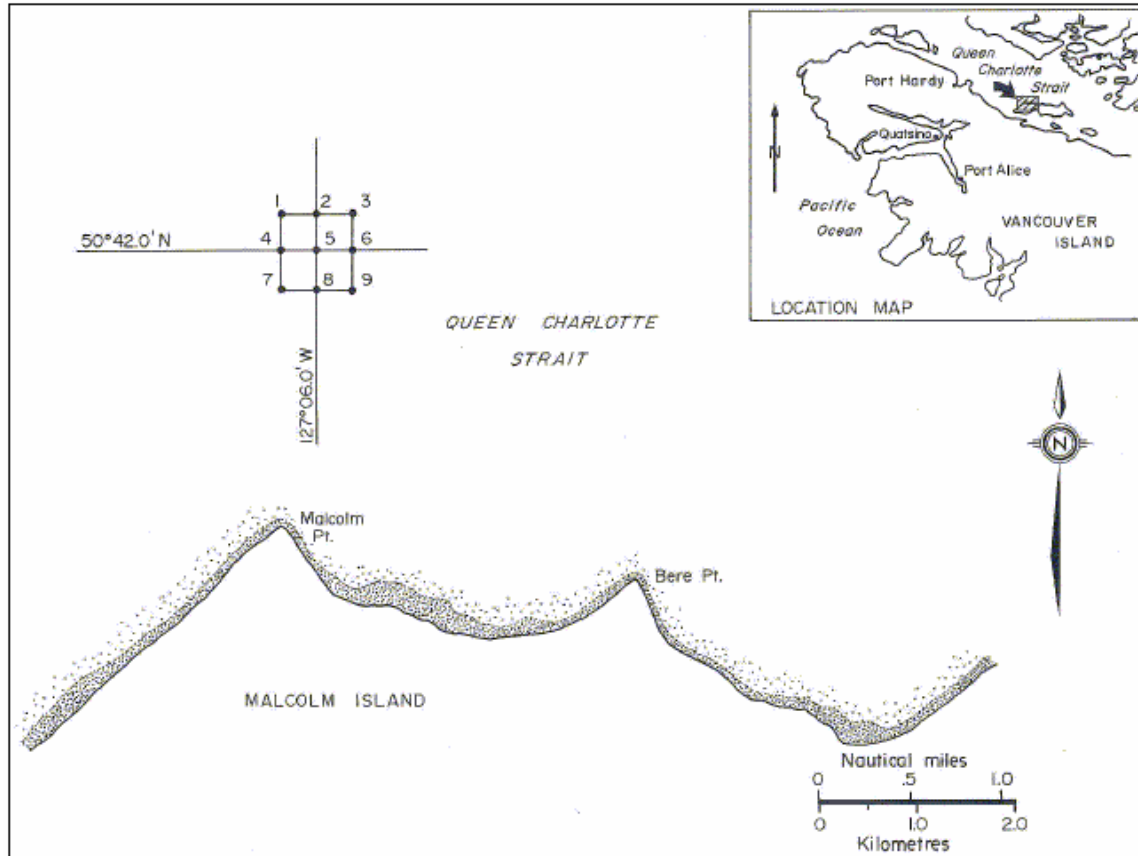 Queen
Charlotte
Strait
Port Hardy
Quatsino
Port Alice
N
Pacific
Ocean
VANCOUVER
ISLAND
LOCATION MAP
1 2 3
50°42.0'N 4 5 6
7 8 9
127°06.0'W
QUEEN CHARLOTTE
STRAIT
N
Malcolm
Pt.
Bere Pt.
MALCOLM ISLAND
Nautical miles
0 .5 1.0
0 1.0 2.0
Kilometres